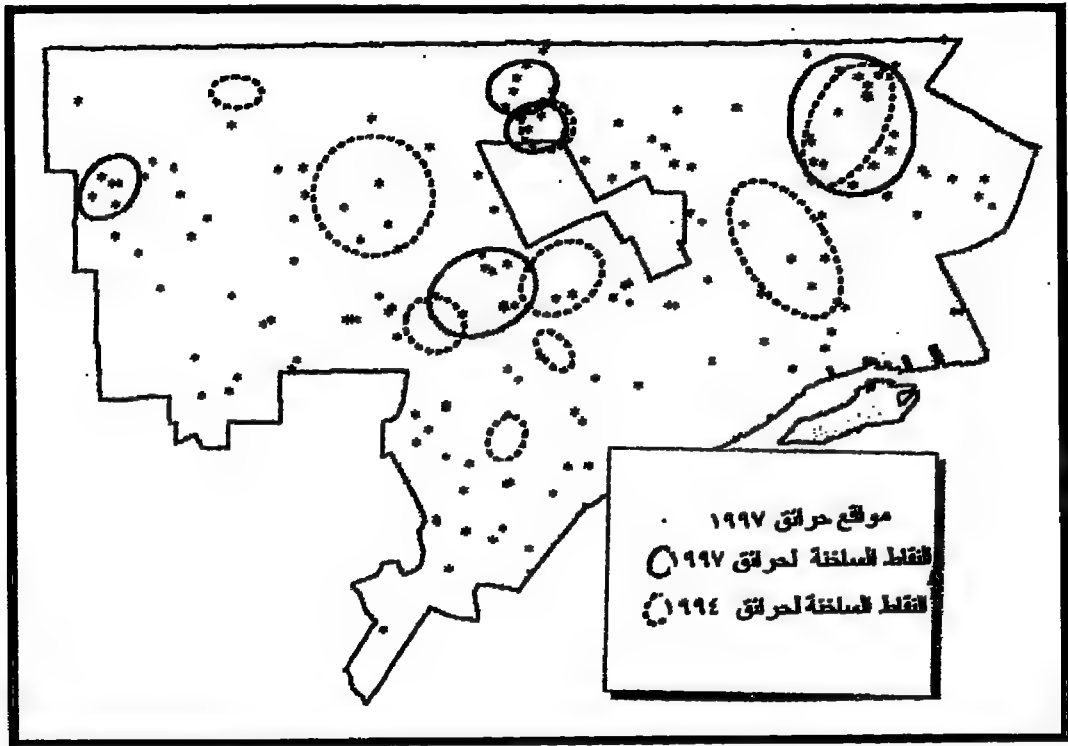 مواقع حرائق ١٩٩٧
النقاط الساخنة لحرائق ١٩٩٧
النقاط الساخنة لحرائق ١٩٩٤